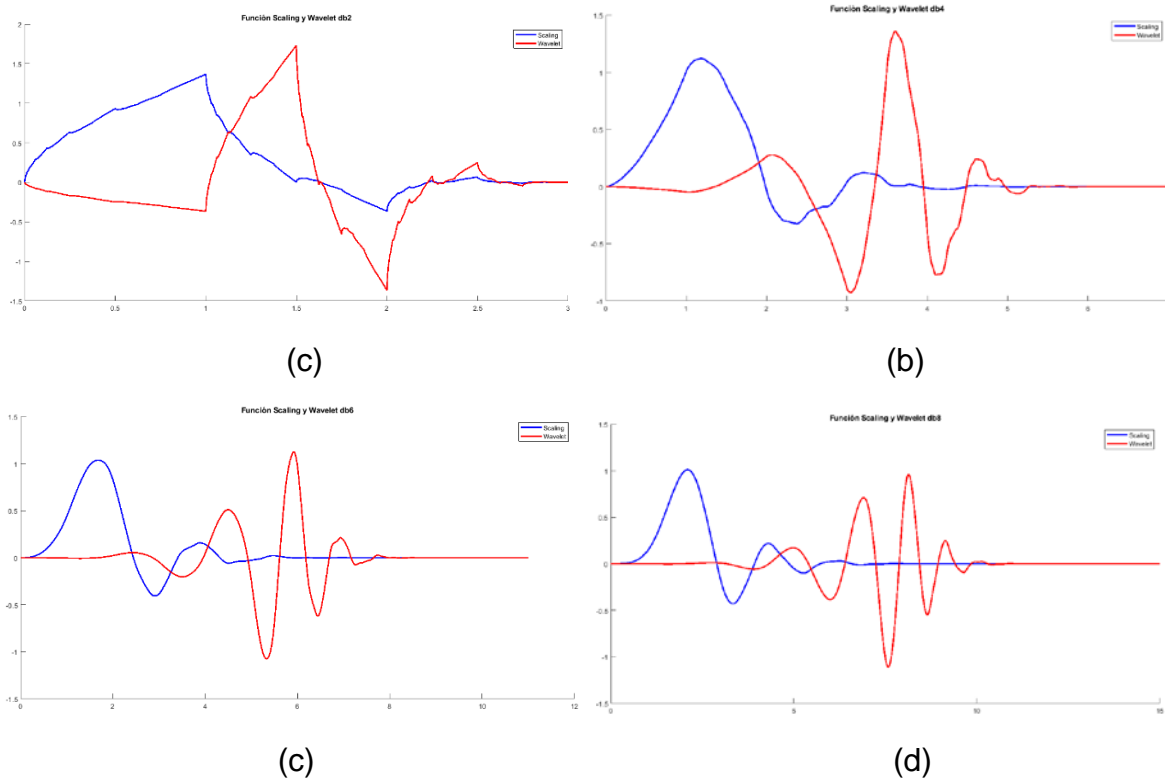 Función Scaling y Wavelet db2
Scaling
Wavelet
2
1.5
1
0.5
0
-0.5
-1
-1.5
0 0.5 1 1.5 2 2.5 3
(c)
Función Scaling y Wavelet db4
Scaling
Wavelet
1.5
1
0.5
0
-0.5
-1
0 1 2 3 4 5 6
(b)
Función Scaling y Wavelet db6
Scaling
Wavelet
1.5
1
0.5
0
-0.5
-1
-1.5
0 2 4 6 8 10 12
(c)
Función Scaling y Wavelet db8
Scaling
Wavelet
1.5
1
0.5
0
-0.5
-1
-1.5
0 5 10 15
(d)